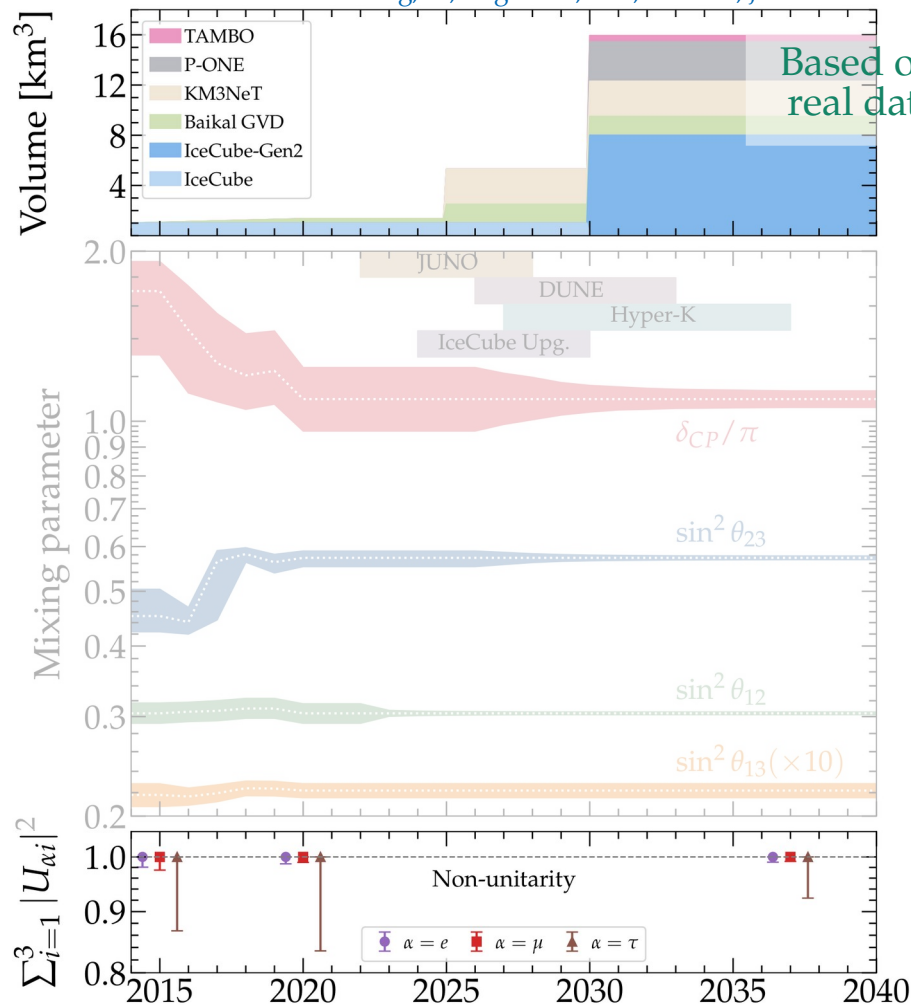 Volume [km³]
16
12
8
4
TAMBO
P-ONE
KM3NeT
Baikal GVD
IceCube-Gen2
IceCube
Based o
real dat
Mixing parameter
2.0
1.0
0.9
0.8
0.7
0.6
0.5
0.4
0.3
0.2
JUNO
DUNE
Hyper-K
IceCube Upg.
δ_CP/π
sin² θ₂₃
sin² θ₁₂
sin² θ₁₃(×10)
Σ³ᵢ₌₁ |U_αi|²
1.0
0.9
0.8
Non-unitarity
α = e
α = μ
α = τ
2015 2020 2025 2030 2035 2040